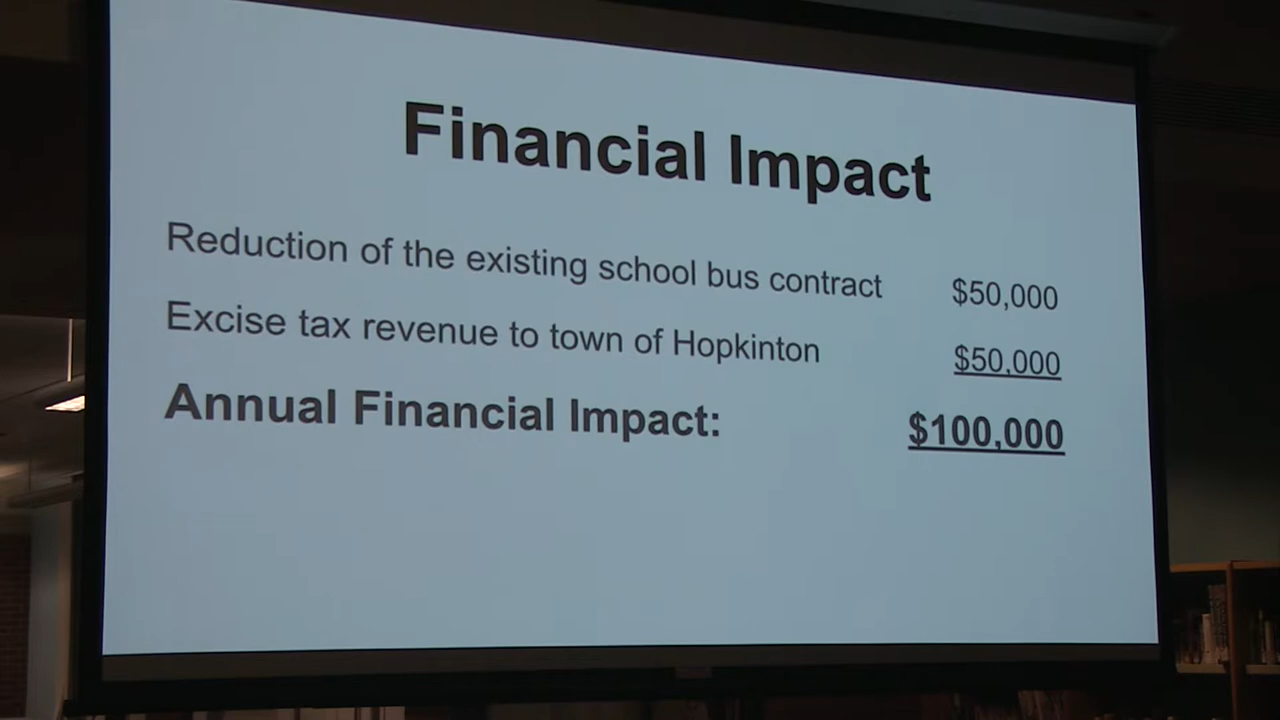 Financial Impact
Reduction of the existing school bus contract $50,000
Excise tax revenue to town of Hopkinton $50,000
Annual Financial Impact: $100,000